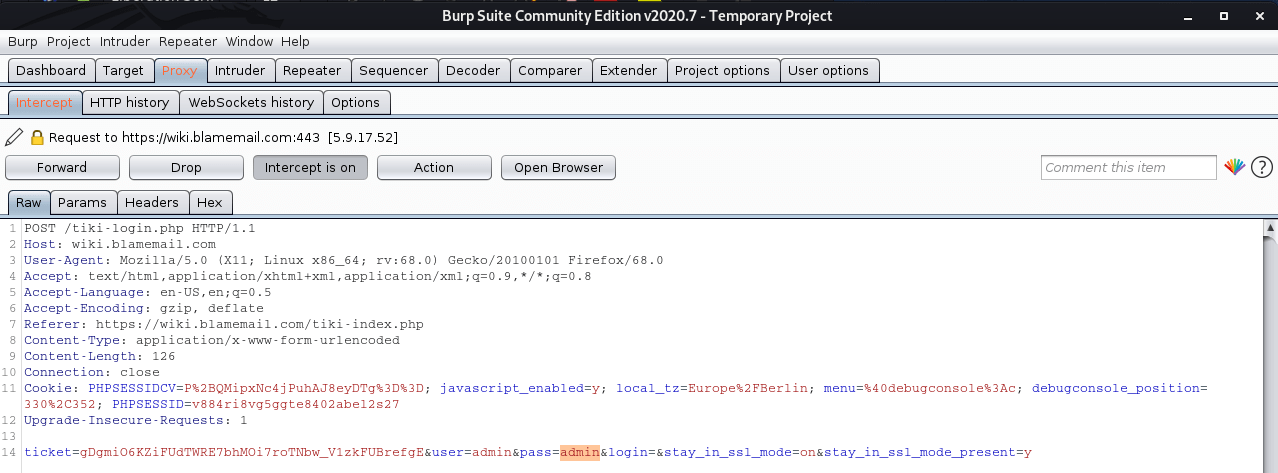 Burp Suite Community Edition v2020.7 - Temporary Project
Burp Project Intruder Repeater Window Help
Dashboard Target Proxy Intruder Repeater Sequencer Decoder Comparer Extender Project options User options
Intercept HTTP history WebSockets history Options
Request to https://wiki.blamemail.com:443 [5.9.17.52]
Forward Drop Intercept is on Action Open Browser Comment this item ?
Raw Params Headers Hex
1 POST /tiki-login.php HTTP/1.1
2 Host: wiki.blamemail.com
3 User-Agent: Mozilla/5.0 (X11; Linux x86_64; rv:68.0) Gecko/20100101 Firefox/68.0
4 Accept: text/html,application/xhtml+xml,application/xml;q=0.9,*/*;q=0.8
5 Accept-Language: en-US,en;q=0.5
6 Accept-Encoding: gzip, deflate
7 Referer: https://wiki.blamemail.com/tiki-index.php
8 Content-Type: application/x-www-form-urlencoded
9 Content-Length: 126
10 Connection: close
11 Cookie: PHPSESSIDCV=P%2BQMipxNc4jPuhAJ8eyDTg%3D%3D; javascript_enabled=y; local_tz=Europe%2FBerlin; menu=%40debugconsole%3Ac; debugconsole_position=
330%2C352; PHPSESSID=v884ri8vg5ggte8402abel2s27
12 Upgrade-Insecure-Requests: 1
13
14 ticket=gDgmiO6KZiFUdTWRE7bhMOi7roTNbw_V1zkFUBrefgE&user=admin&pass=admin&login=&stay_in_ssl_mode=on&stay_in_ssl_mode_present=y